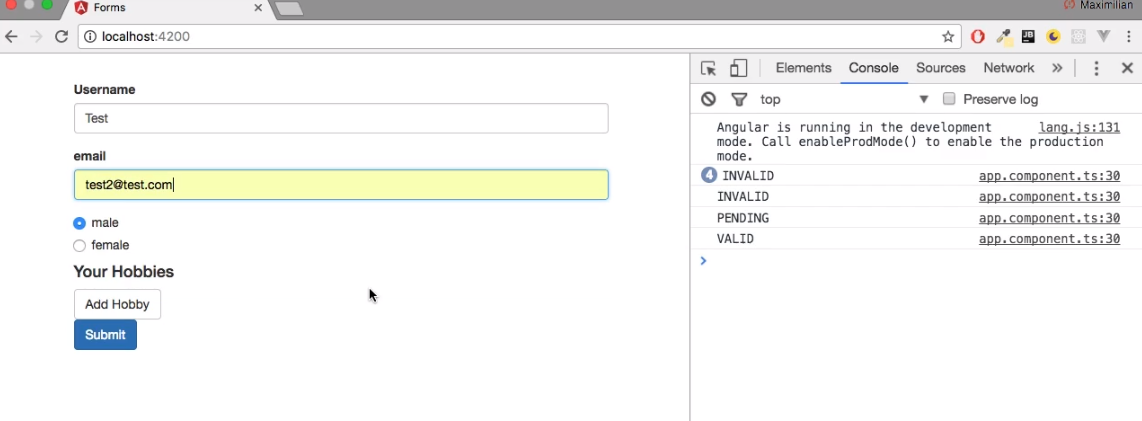 Forms
Maximilian
localhost:4200
Username
Test
email
test2@test.com
male
female
Your Hobbies
Add Hobby
Submit
Elements Console Sources Network »
top Preserve log
Angular is running in the development lang.js:131
mode. Call enableProdMode() to enable the production
mode.
4 INVALID app.component.ts:30
INVALID app.component.ts:30
PENDING app.component.ts:30
VALID app.component.ts:30